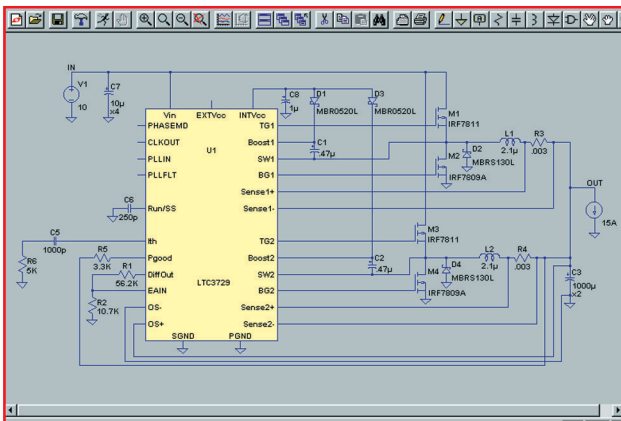 IN
V1
10
C7
10µ
x4
C8
1µ
D1
MBR0520L
D3
MBR0520L
M1
IRF7811
Vin EXTVcc INTVcc
PHASEMD
TG1
U1
CLKOUT
Boost1
C1
.47µ
PLLIN
SW1
PLLFLT
BG1
M2
IRF7809A
D2
MBRS130L
L1
2.1µ
R3
.003
Sense1+
Sense1-
C6
250p
Run/SS
OUT
15A
C5
1000p
R6
5K
Ith
TG2
M3
IRF7811
R5
3.3K
Pgood
Boost2
C2
.47µ
R1
56.2K
DiffOut
LTC3729
SW2
EAIN
BG2
M4
IRF7809A
D4
MBRS130L
L2
2.1µ
R4
.003
C3
1000µ
x2
R2
10.7K
OS-
Sense2+
OS+
Sense2-
SGND PGND